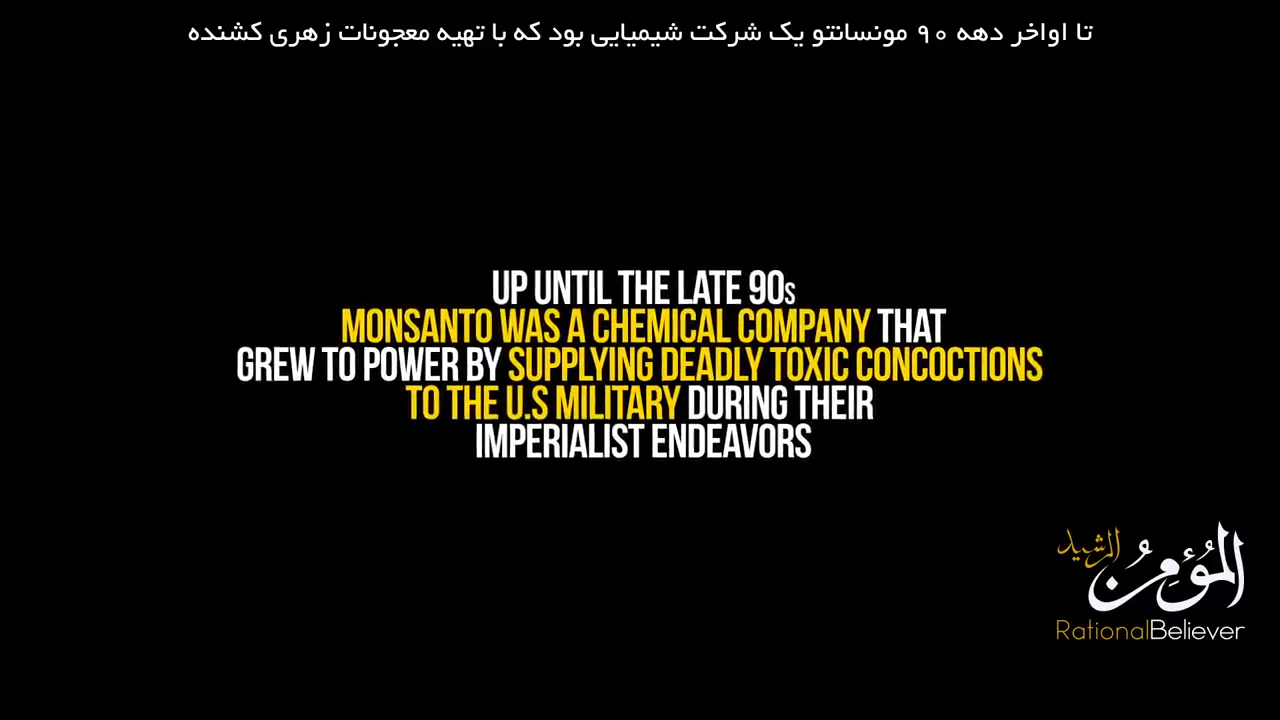 تا اواخر دهه ۹۰ مونسانتو یک شرکت شیمیایی بود که با تهیه معجونات زهری کشنده
UP UNTIL THE LATE 90s
MONSANTO WAS A CHEMICAL COMPANY THAT
GREW TO POWER BY SUPPLYING DEADLY TOXIC CONCOCTIONS
TO THE U.S MILITARY DURING THEIR
IMPERIALIST ENDEAVORS
المُؤمِنُ الرشيد
RationalBeliever